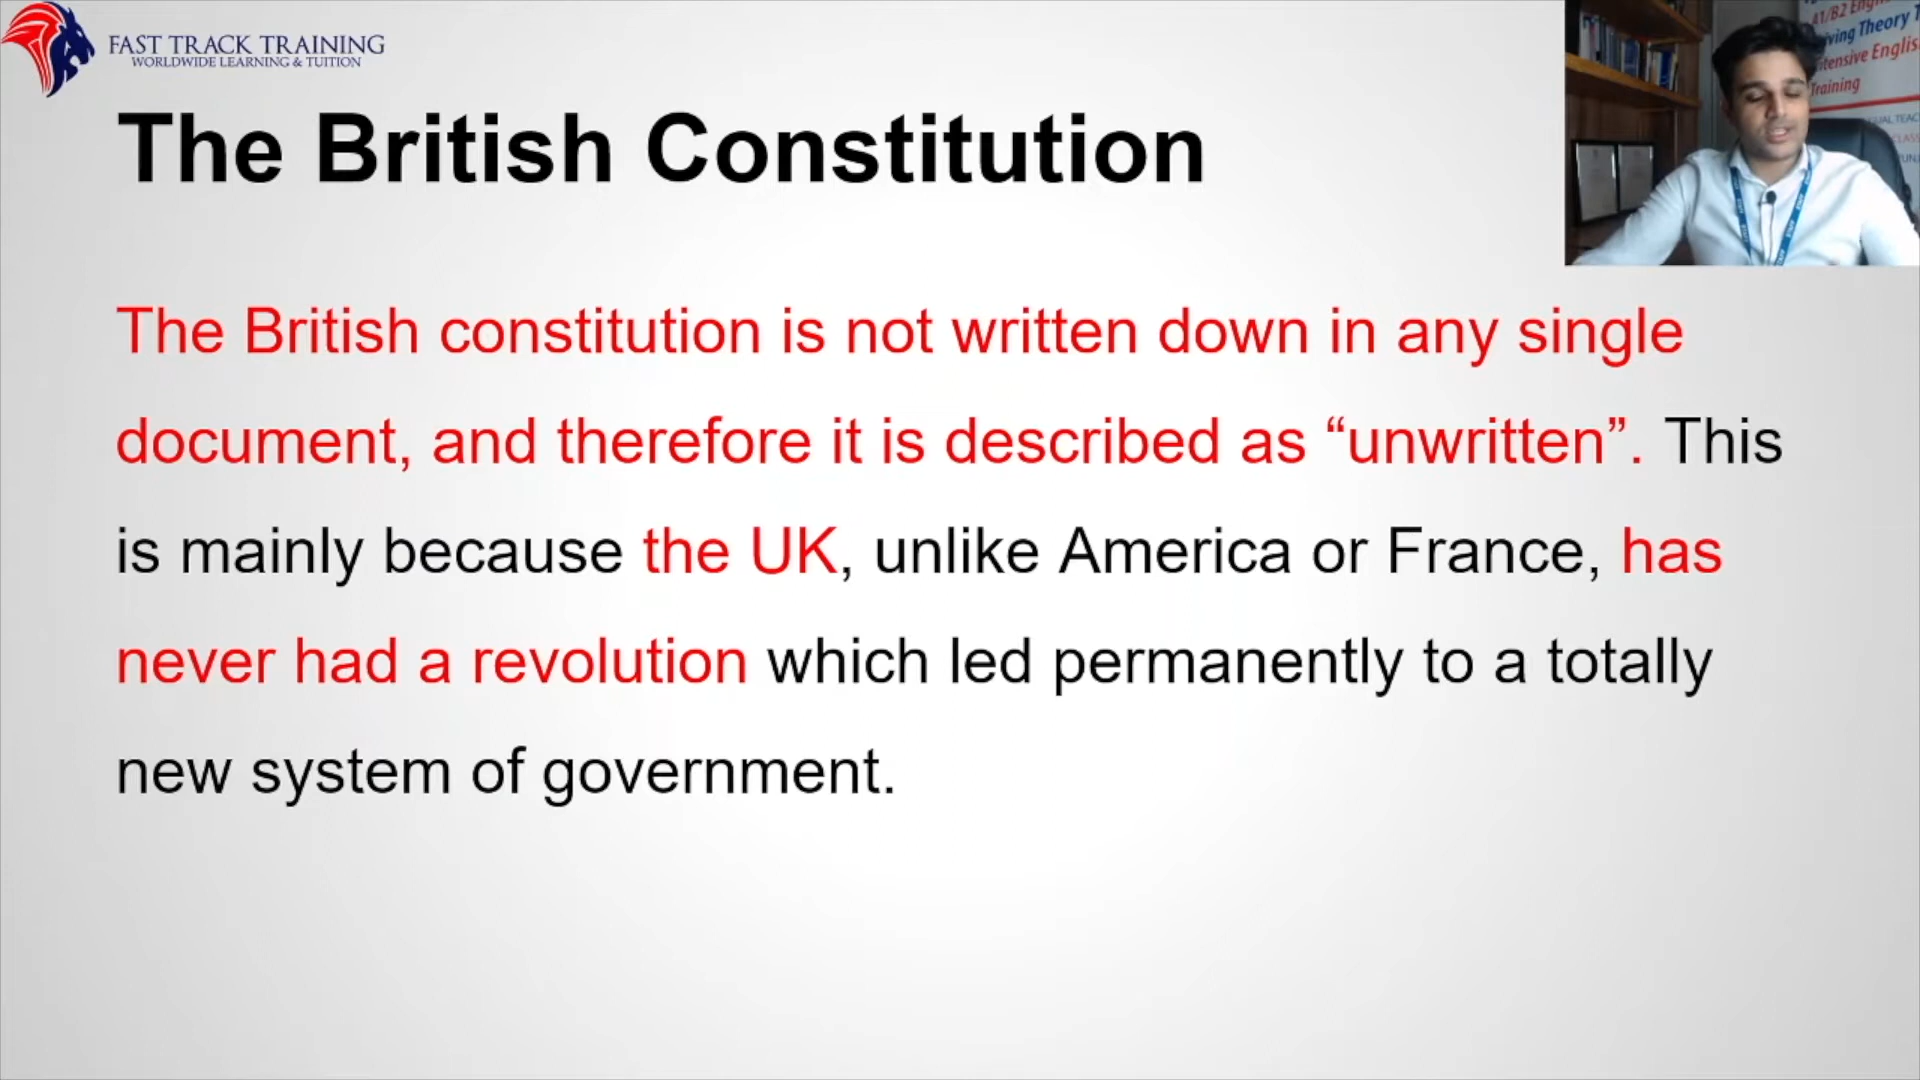 FAST TRACK TRAINING
WORLDWIDE LEARNING & TUITION
The British Constitution
The British constitution is not written down in any single
document, and therefore it is described as “unwritten”. This
is mainly because the UK, unlike America or France, has
never had a revolution which led permanently to a totally
new system of government.
A1/B2
Theory
Training